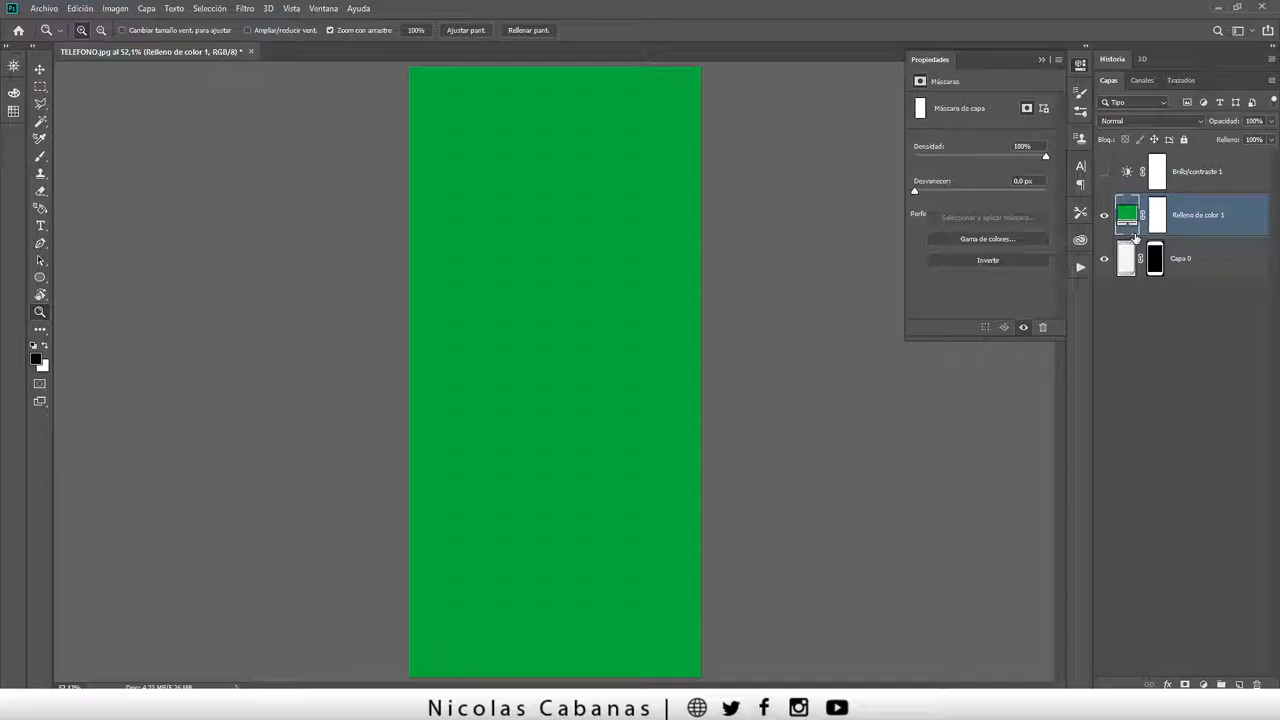 Ps Archivo Edición Imagen Capa Texto Selección Filtro 3D Vista Ventana Ayuda
Cambiar tamaño vent. para ajustar Ampliar/reducir vent. Zoom con arrastre 100% Ajustar pant. Rellenar pant.
TELEFONO.jpg al 52,1% (Relleno de color 1, RGB/8) * ×
Propiedades
Máscaras
Máscara de capa
Densidad: 100%
Desvanecer: 0,0 px
Perfe Seleccionar y aplicar máscara...
Gama de colores...
Invertir
Historia 3D
Capas Canales Trazados
Tipo
Normal Opacidad: 100%
Bloq.: Relleno: 100%
Brillo/contraste 1
Relleno de color 1
Capa 0
Nicolas Cabanas |